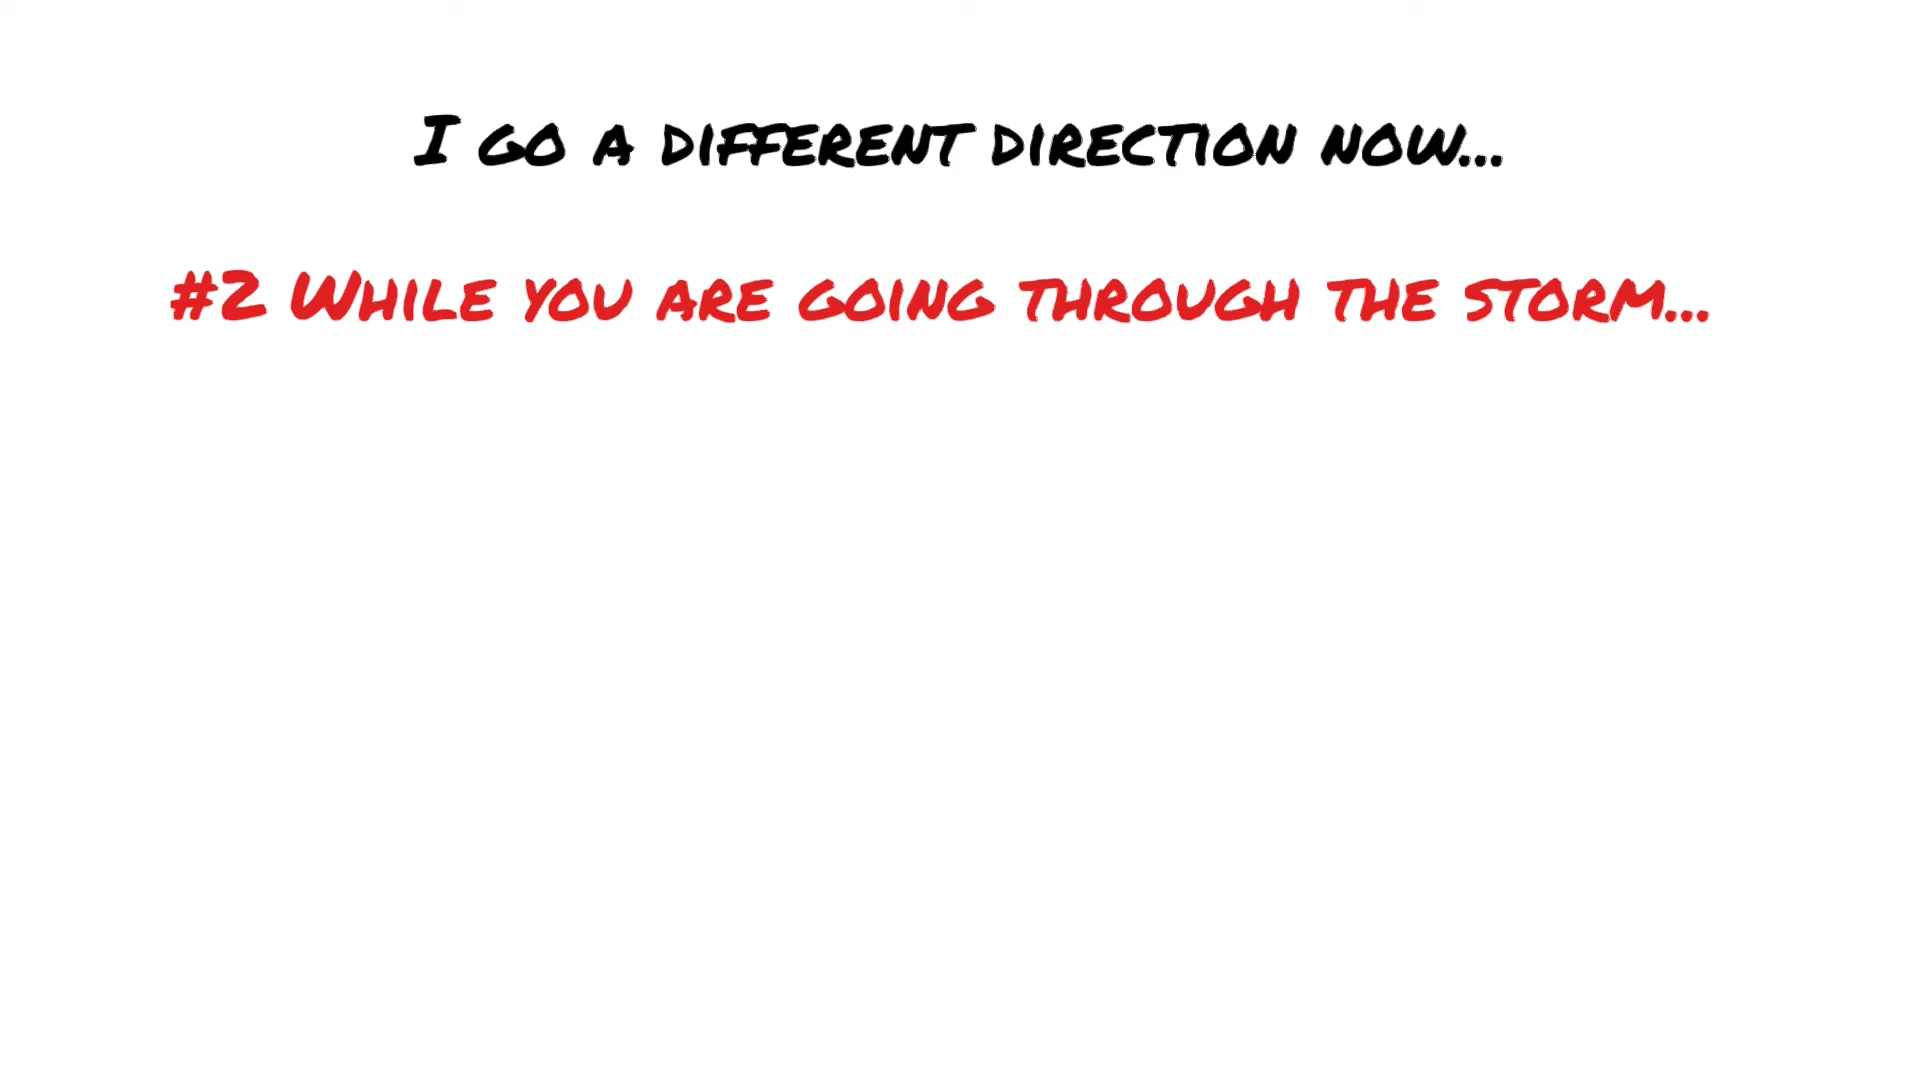 I go a different direction now...
#2 While you are going through the storm...